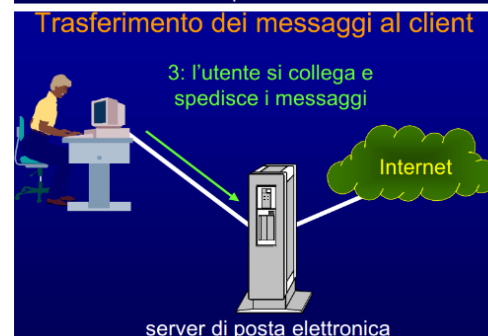 Trasferimento dei messaggi al client
3: l'utente si collega e
spedisce i messaggi
Internet
server di posta elettronica